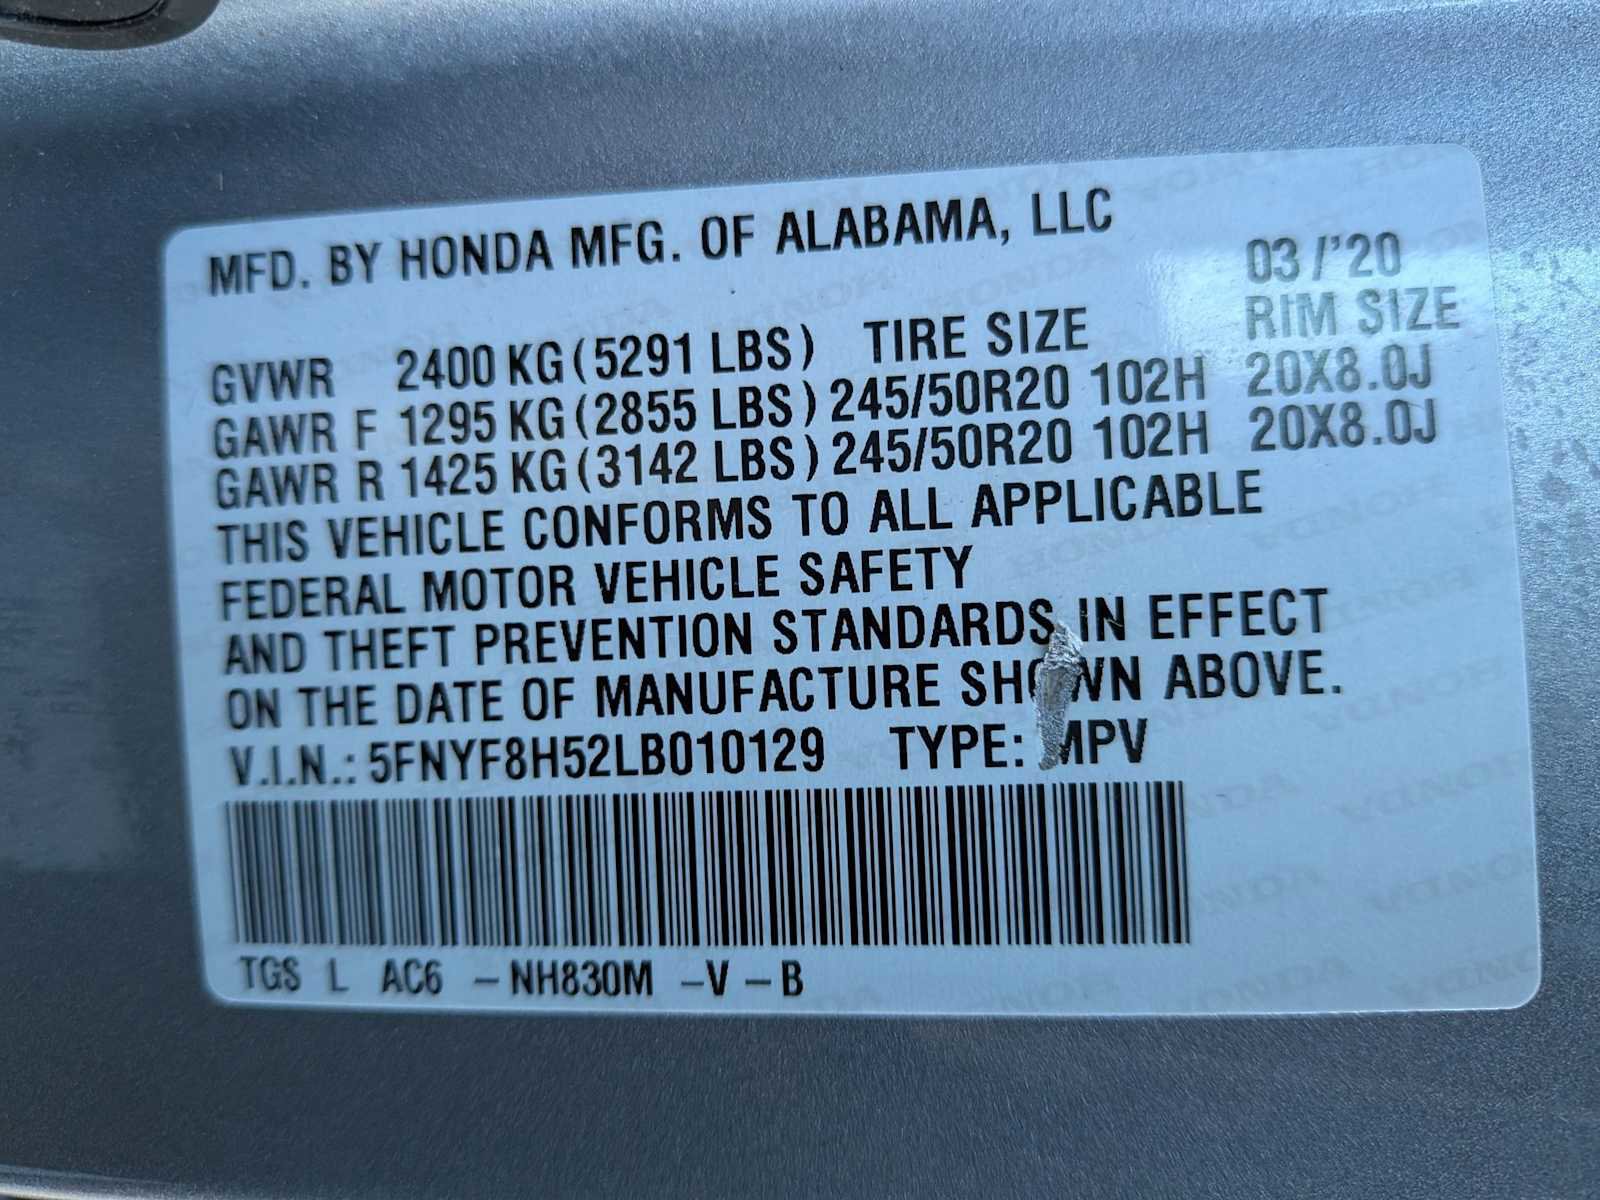 MFD. BY HONDA MFG. OF ALABAMA, LLC
03/'20
GVWR 2400 KG (5291 LBS) TIRE SIZE RIM SIZE
GAWR F 1295 KG (2855 LBS) 245/50R20 102H 20X8.0J
GAWR R 1425 KG (3142 LBS) 245/50R20 102H 20X8.0J
THIS VEHICLE CONFORMS TO ALL APPLICABLE
FEDERAL MOTOR VEHICLE SAFETY
AND THEFT PREVENTION STANDARDS IN EFFECT
ON THE DATE OF MANUFACTURE SHOWN ABOVE.
V.I.N.: 5FNYF8H52LB010129 TYPE: MPV
TGS L AC6 -NH830M -V-B